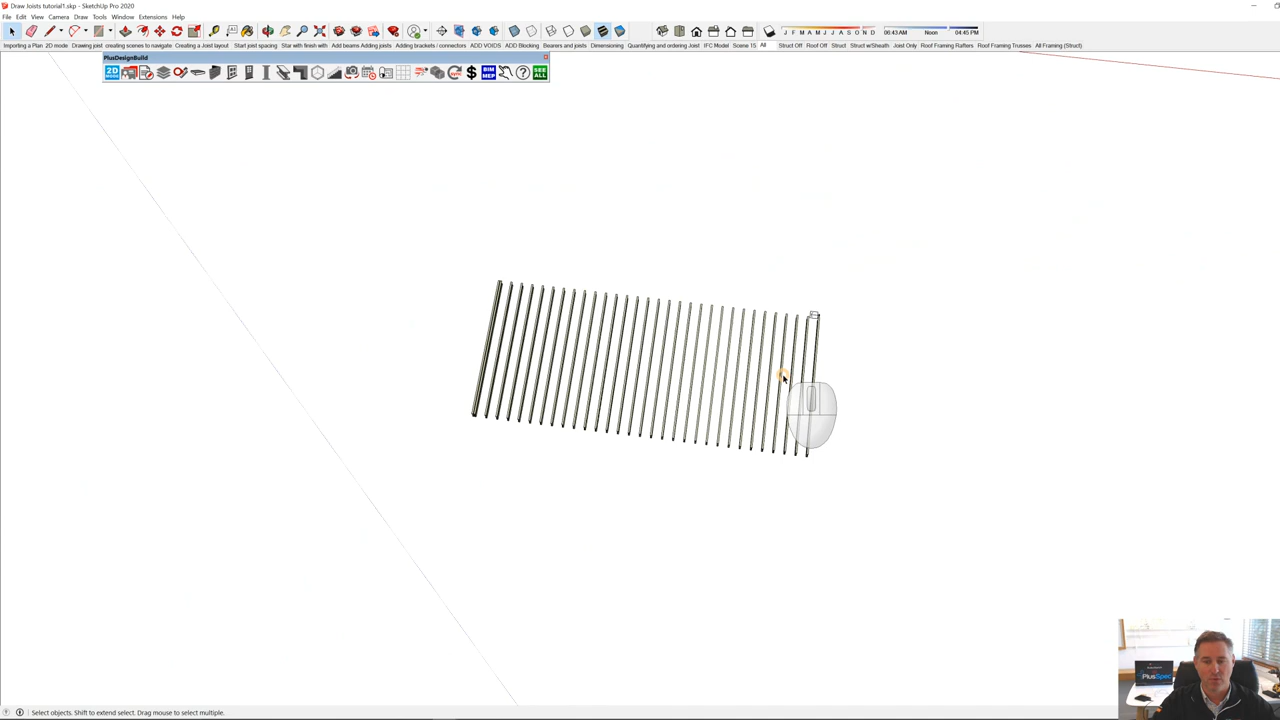 Draw Joists tutorial1.skp - SketchUp Pro 2020
File Edit View Camera Draw Tools Window Extensions Help
J F M A M J J A S O N D 06:43 AM Noon 04:45 PM
Importing a Plan 2D mode Drawing joist creating scenes to navigate Creating a Joist layout Start joist spacing Star with finish with Add beams Adding joists Adding brackets / connectors ADD VOIDS ADD Blocking Bearers and joists Dimensioning Quantifying and ordering Joist IFC Model Scene 15 All Struct Off Roof Off Struct Struct w/Sheath Joist Only Roof Framing Rafters Roof Framing Trusses All Framing (Struct)
PlusDesignBuild
2D MODE
BIM MEP
SEE ALL
PlusSpec
Select objects. Shift to extend select. Drag mouse to select multiple.